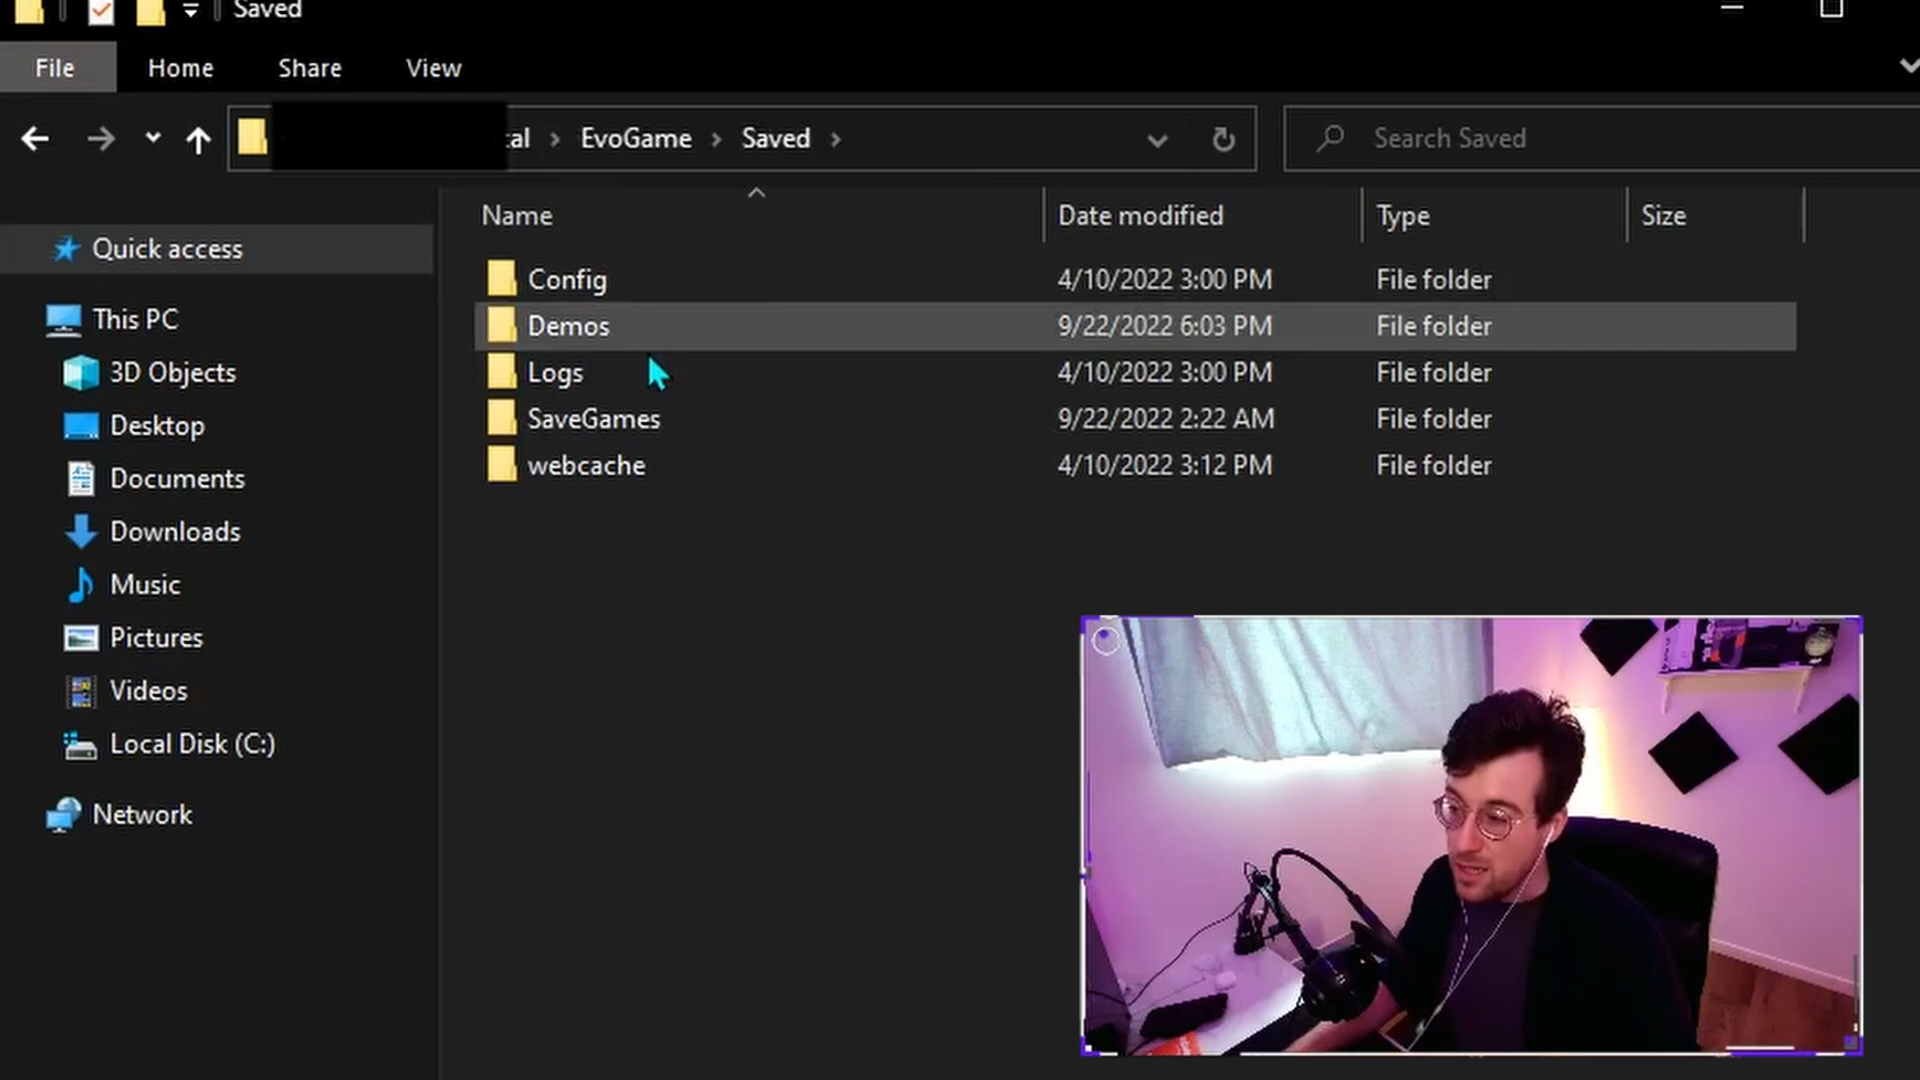 Saved
File Home Share View
cal > EvoGame > Saved > Search Saved
Name Date modified Type Size
Quick access
This PC
3D Objects
Desktop
Documents
Downloads
Music
Pictures
Videos
Local Disk (C:)
Network
Config 4/10/2022 3:00 PM File folder
Demos 9/22/2022 6:03 PM File folder
Logs 4/10/2022 3:00 PM File folder
SaveGames 9/22/2022 2:22 AM File folder
webcache 4/10/2022 3:12 PM File folder